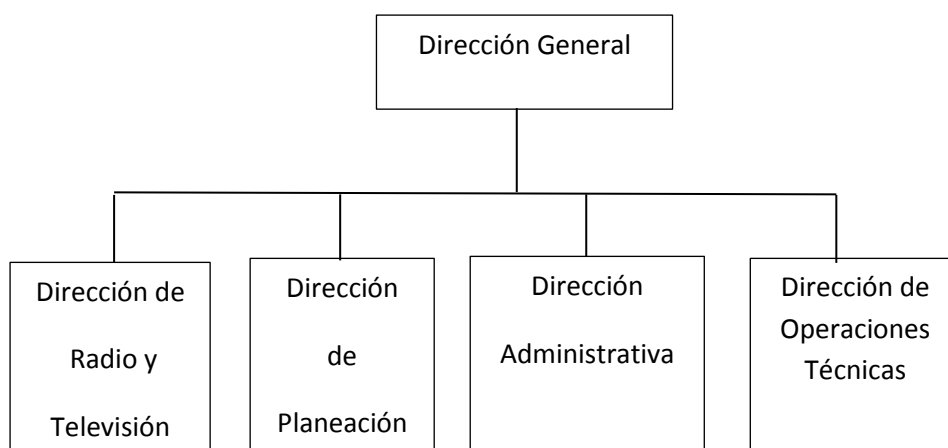 Dirección General
Dirección de
Radio y
Televisión
Dirección
de
Planeación
Dirección
Administrativa
Dirección de
Operaciones
Técnicas